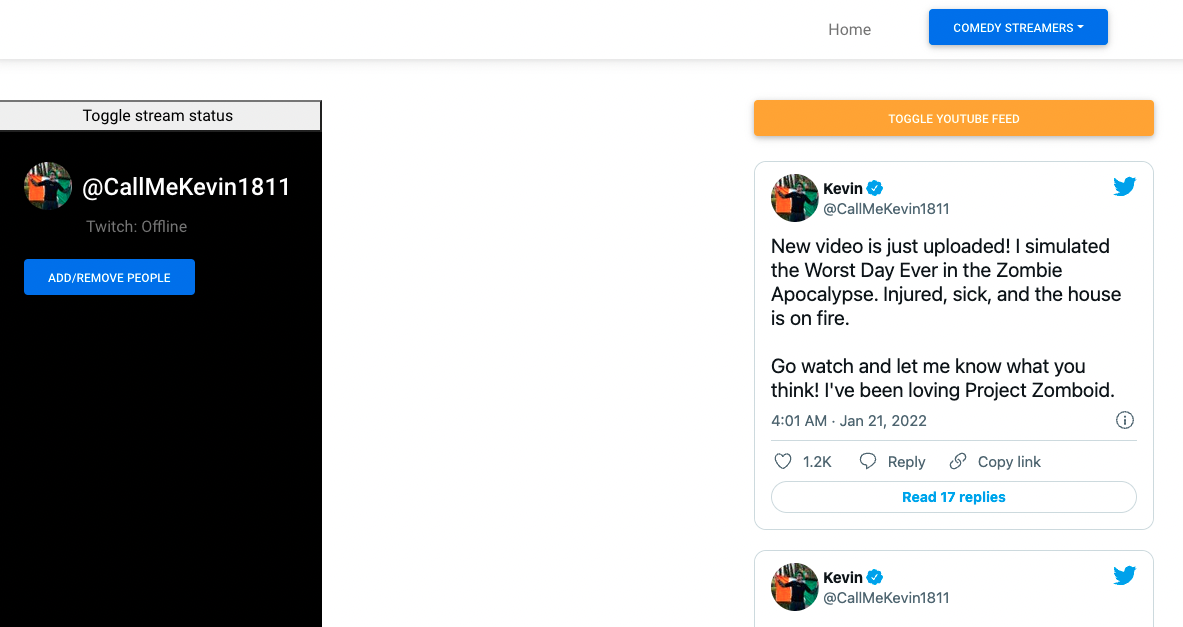 Home
COMEDY STREAMERS
Toggle stream status
@CallMeKevin1811
Twitch: Offline
ADD/REMOVE PEOPLE
TOGGLE YOUTUBE FEED
Kevin
@CallMeKevin1811
New video is just uploaded! I simulated
the Worst Day Ever in the Zombie
Apocalypse. Injured, sick, and the house
is on fire.
Go watch and let me know what you
think! I've been loving Project Zomboid.
4:01 AM · Jan 21, 2022
1.2K Reply Copy link
Read 17 replies
Kevin
@CallMeKevin1811